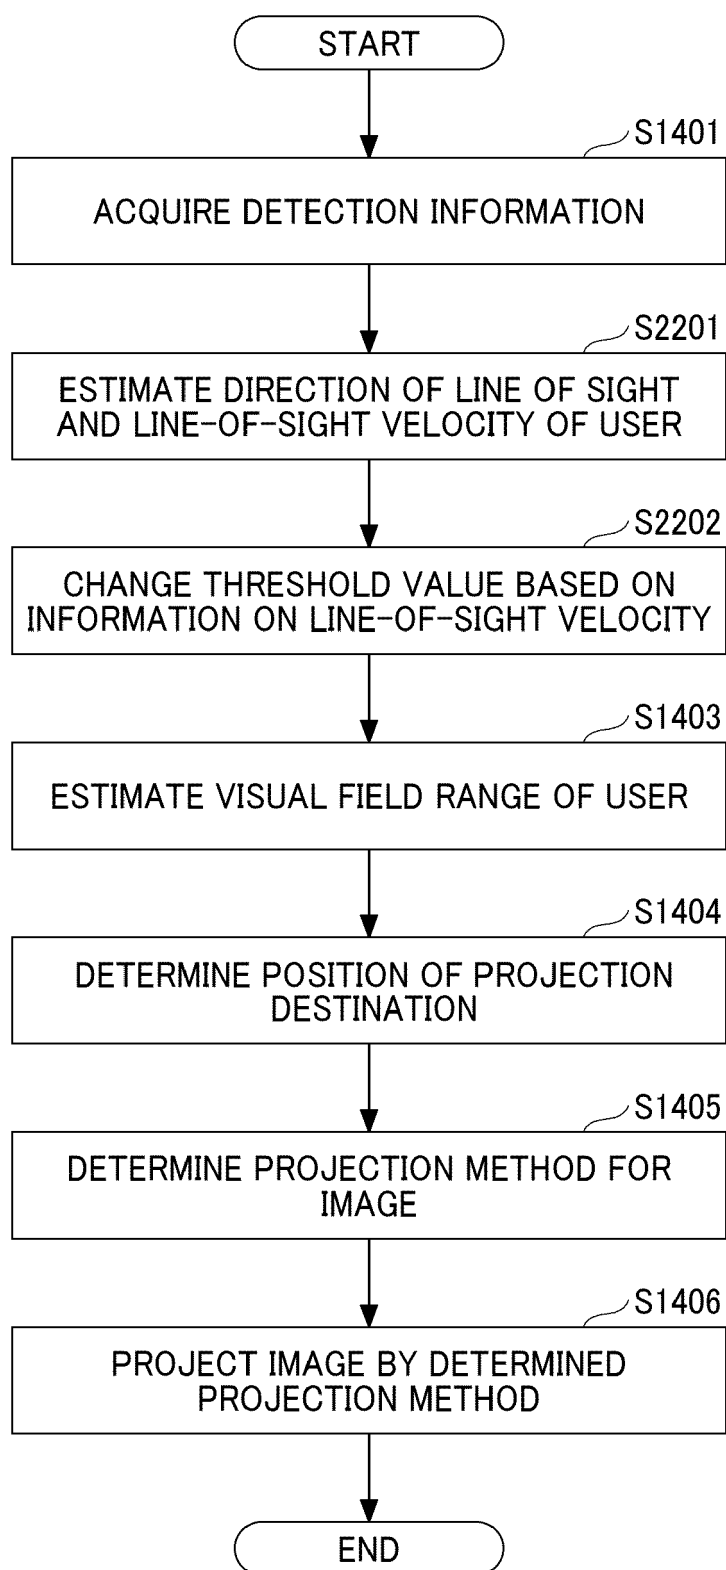 START
S1401
ACQUIRE DETECTION INFORMATION
S2201
ESTIMATE DIRECTION OF LINE OF SIGHT
AND LINE-OF-SIGHT VELOCITY OF USER
S2202
CHANGE THRESHOLD VALUE BASED ON
INFORMATION ON LINE-OF-SIGHT VELOCITY
S1403
ESTIMATE VISUAL FIELD RANGE OF USER
S1404
DETERMINE POSITION OF PROJECTION
DESTINATION
S1405
DETERMINE PROJECTION METHOD FOR
IMAGE
S1406
PROJECT IMAGE BY DETERMINED
PROJECTION METHOD
END